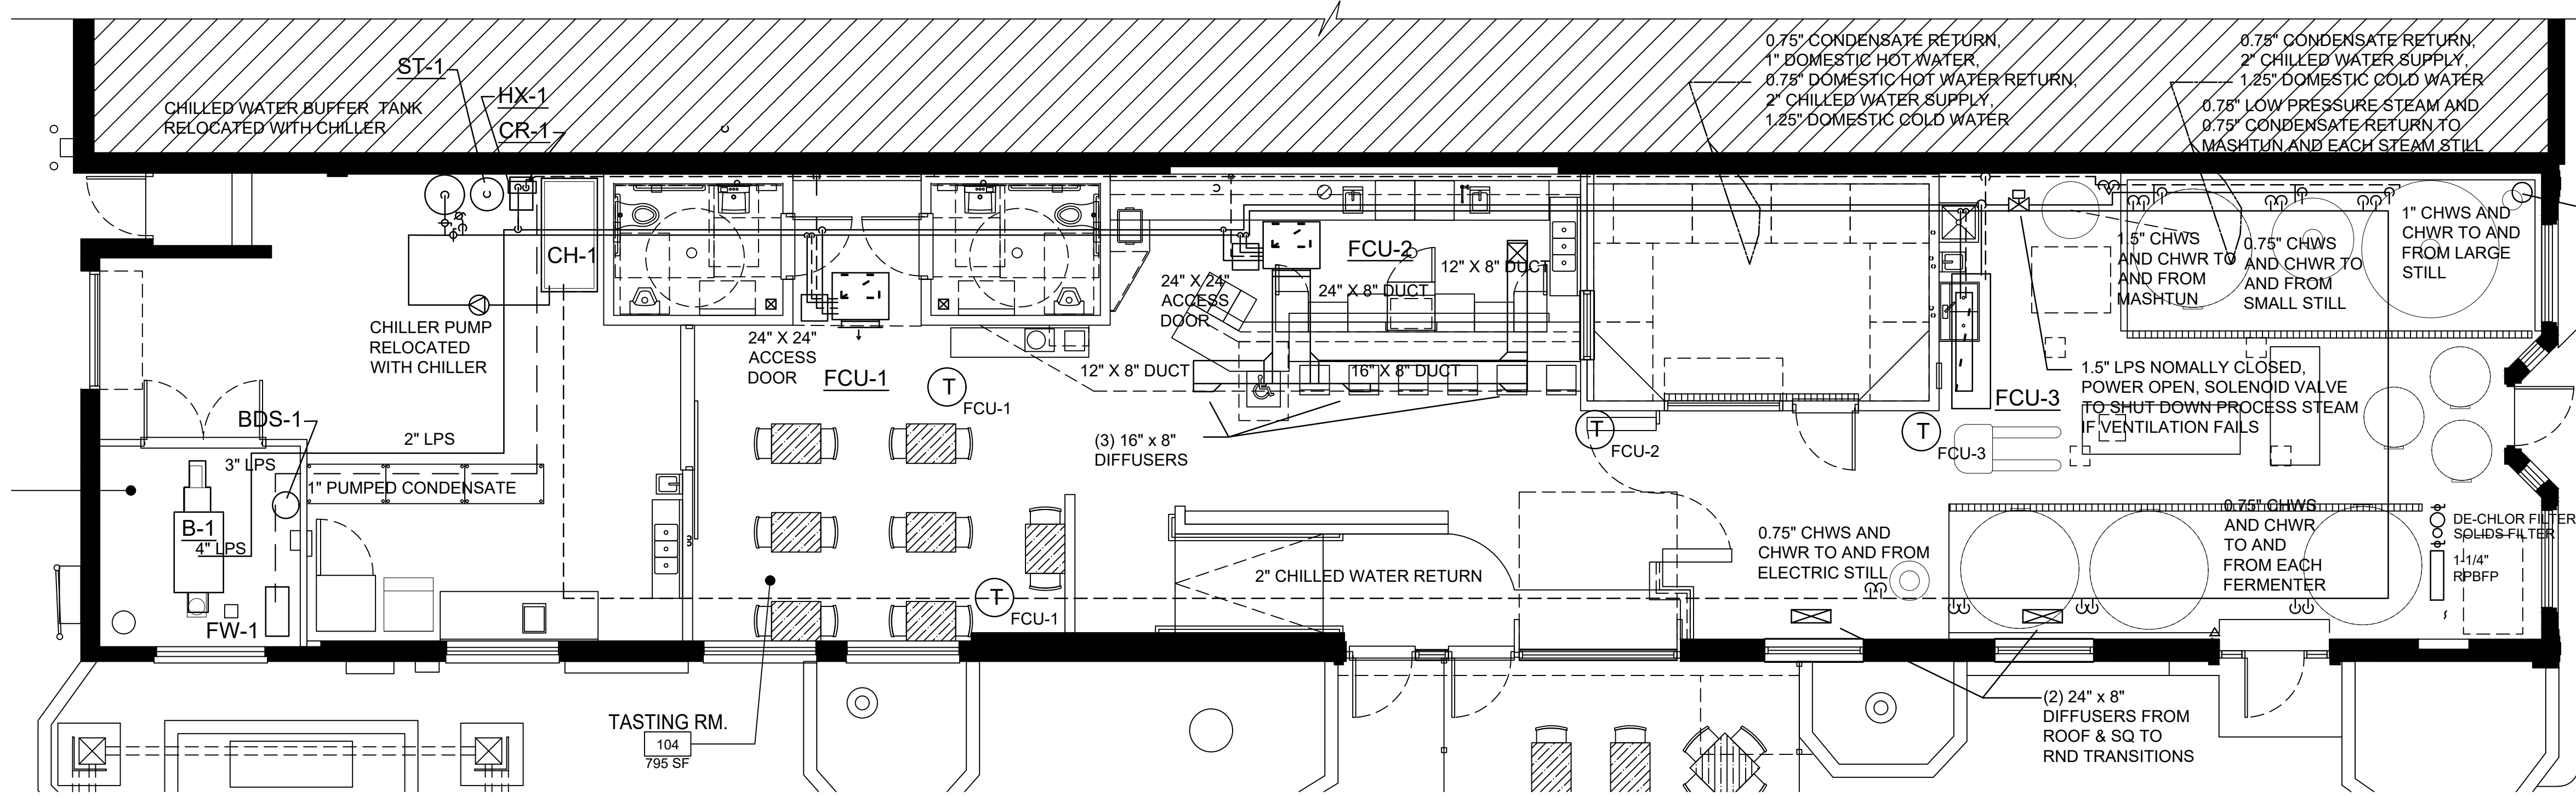 ST-1
HX-1
CR-1
CHILLED WATER BUFFER TANK
RELOCATED WITH CHILLER
0.75" CONDENSATE RETURN,
1" DOMESTIC HOT WATER,
0.75" DOMESTIC HOT WATER RETURN,
2" CHILLED WATER SUPPLY,
1.25" DOMESTIC COLD WATER
0.75" CONDENSATE RETURN,
2" CHILLED WATER SUPPLY,
1.25" DOMESTIC COLD WATER
0.75" LOW PRESSURE STEAM AND
0.75" CONDENSATE RETURN TO
MASHTUN AND EACH STEAM STILL
CH-1
CHILLER PUMP
RELOCATED
WITH CHILLER
24" X 24"
ACCESS
DOOR
FCU-1
T
FCU-1
FCU-2
12" X 8" DUCT
24" X 8" DUCT
24" X 24"
ACCESS
DOOR
12" X 8" DUCT
16" X 8" DUCT
(3) 16" x 8"
DIFFUSERS
T
FCU-2
T
FCU-3
FCU-3
1.5" CHWS
AND CHWR TO
AND FROM
MASHTUN
0.75" CHWS
AND CHWR TO
AND FROM
SMALL STILL
1" CHWS AND
CHWR TO AND
FROM LARGE
STILL
1.5" LPS NOMALLY CLOSED,
POWER OPEN, SOLENOID VALVE
TO SHUT DOWN PROCESS STEAM
IF VENTILATION FAILS
BDS-1
2" LPS
3" LPS
1" PUMPED CONDENSATE
B-1
4" LPS
FW-1
T
FCU-1
2" CHILLED WATER RETURN
0.75" CHWS AND
CHWR TO AND FROM
ELECTRIC STILL
0.75" CHWS
AND CHWR
TO AND
FROM EACH
FERMENTER
DE-CHLOR FILTER
SOLIDS FILTER
1-1/4"
RPBFP
(2) 24" x 8"
DIFFUSERS FROM
ROOF & SQ TO
RND TRANSITIONS
TASTING RM.
104
795 SF